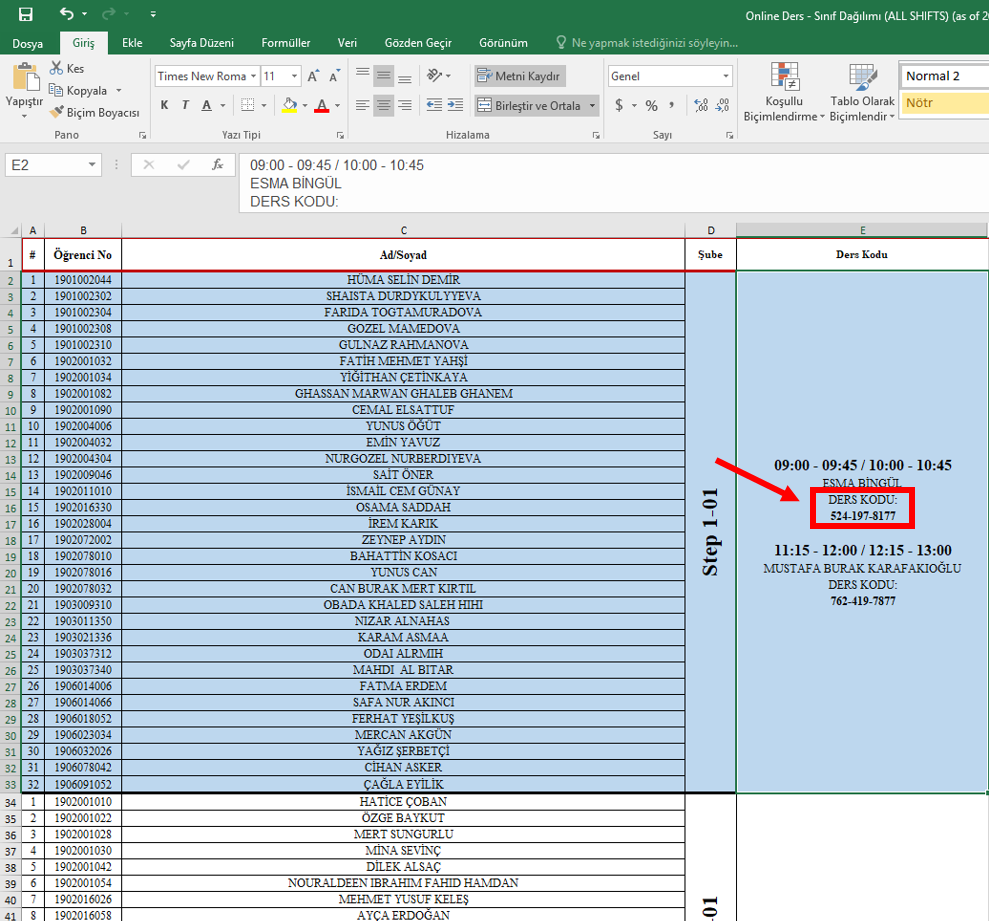 Online Ders - Sınıf Dağılımı (ALL SHIFTS) (as of 20
Dosya Giriş Ekle Sayfa Düzeni Formüller Veri Gözden Geçir Görünüm Ne yapmak istediğinizi söyleyin...
Yapıştır
Kes
Kopyala
Biçim Boyacısı
Pano
Times New Roma 11
K T A
Yazı Tipi
Metni Kaydır
Birleştir ve Ortala
Hizalama
Genel
$ % ,
Sayı
Koşullu
Biçimlendirme
Tablo Olarak
Biçimlendir
Normal 2
Nötr
E2
fx
09:00 - 09:45 / 10:00 - 10:45
ESMA BİNGÜL
DERS KODU:
A B C D E
1 # Öğrenci No Ad/Soyad Şube Ders Kodu
2 1 1901002044 HÜMA SELİN DEMİR
3 2 1901002302 SHAISTA DURDYKULYYEVA
4 3 1901002304 FARIDA TOGTAMURADOVA
5 4 1901002308 GOZEL MAMEDOVA
6 5 1901002310 GULNAZ RAHMANOVA
7 6 1902001032 FATİH MEHMET YAHŞİ
8 7 1902001034 YİĞİTHAN ÇETİNKAYA
9 8 1902001082 GHASSAN MARWAN GHALEB GHANEM
10 9 1902001090 CEMAL ELSATTUF
11 10 1902004006 YUNUS ÖĞÜT
12 11 1902004032 EMİN YAVUZ
13 12 1902004304 NURGOZEL NURBERDIYEVA
14 13 1902009046 SAİT ÖNER
15 14 1902011010 İSMAİL CEM GÜNAY
16 15 1902016330 OSAMA SADDAH
17 16 1902028004 İREM KARIK
18 17 1902072002 ZEYNEP AYDIN
19 18 1902078010 BAHATTİN KOSACI
20 19 1902078016 YUNUS CAN
21 20 1902078032 CAN BURAK MERT KIRTIL
22 21 1903009310 OBADA KHALED SALEH HIHI
23 22 1903011350 NIZAR ALNAHAS
24 23 1903021336 KARAM ASMAA
25 24 1903037312 ODAI ALRMIH
26 25 1903037340 MAHDI AL BITAR
27 26 1906014006 FATMA ERDEM
28 27 1906014066 SAFA NUR AKINCI
29 28 1906018052 FERHAT YEŞİLKUŞ
30 29 1906023034 MERCAN AKGÜN
31 30 1906032026 YAĞIZ ŞERBETÇİ
32 31 1906078042 CİHAN ASKER
33 32 1906091052 ÇAĞLA EYİLİK
Step 1-01
09:00 - 09:45 / 10:00 - 10:45
ESMA BİNGÜL
DERS KODU:
524-197-8177
11:15 - 12:00 / 12:15 - 13:00
MUSTAFA BURAK KARAFAKIOĞLU
DERS KODU:
762-419-7877
34 1 1902001010 HATİCE ÇOBAN
35 2 1902001022 ÖZGE BAYKUT
36 3 1902001028 MERT SUNGURLU
37 4 1902001030 MİNA SEVİNÇ
38 5 1902001042 DİLEK ALSAÇ
39 6 1902001054 NOURALDEEN IBRAHIM FAHID HAMDAN
40 7 1902016026 MEHMET YUSUF KELEŞ
41 8 1902016058 AYÇA ERDOĞAN
-01